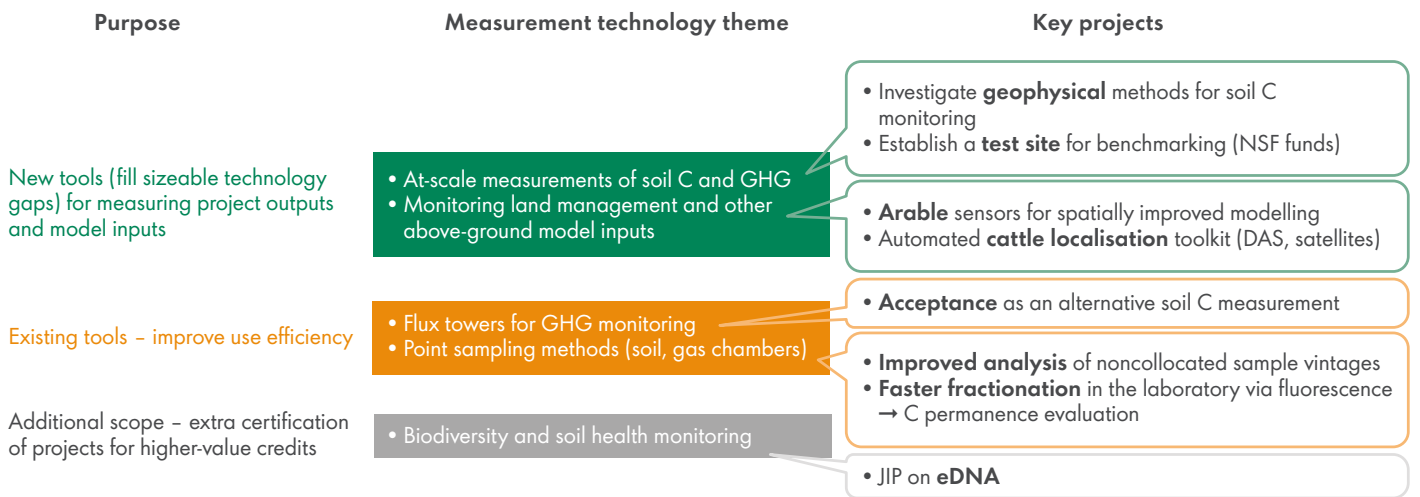 Purpose
Measurement technology theme
Key projects
New tools (fill sizeable technology
gaps) for measuring project outputs
and model inputs
• At-scale measurements of soil C and GHG
• Monitoring land management and other
above-ground model inputs
• Investigate geophysical methods for soil C
monitoring
• Establish a test site for benchmarking (NSF funds)
• Arable sensors for spatially improved modelling
• Automated cattle localisation toolkit (DAS, satellites)
Existing tools – improve use efficiency
• Flux towers for GHG monitoring
• Point sampling methods (soil, gas chambers)
• Acceptance as an alternative soil C measurement
• Improved analysis of noncollocated sample vintages
• Faster fractionation in the laboratory via fluorescence
→ C permanence evaluation
Additional scope – extra certification
of projects for higher-value credits
• Biodiversity and soil health monitoring
• JIP on eDNA